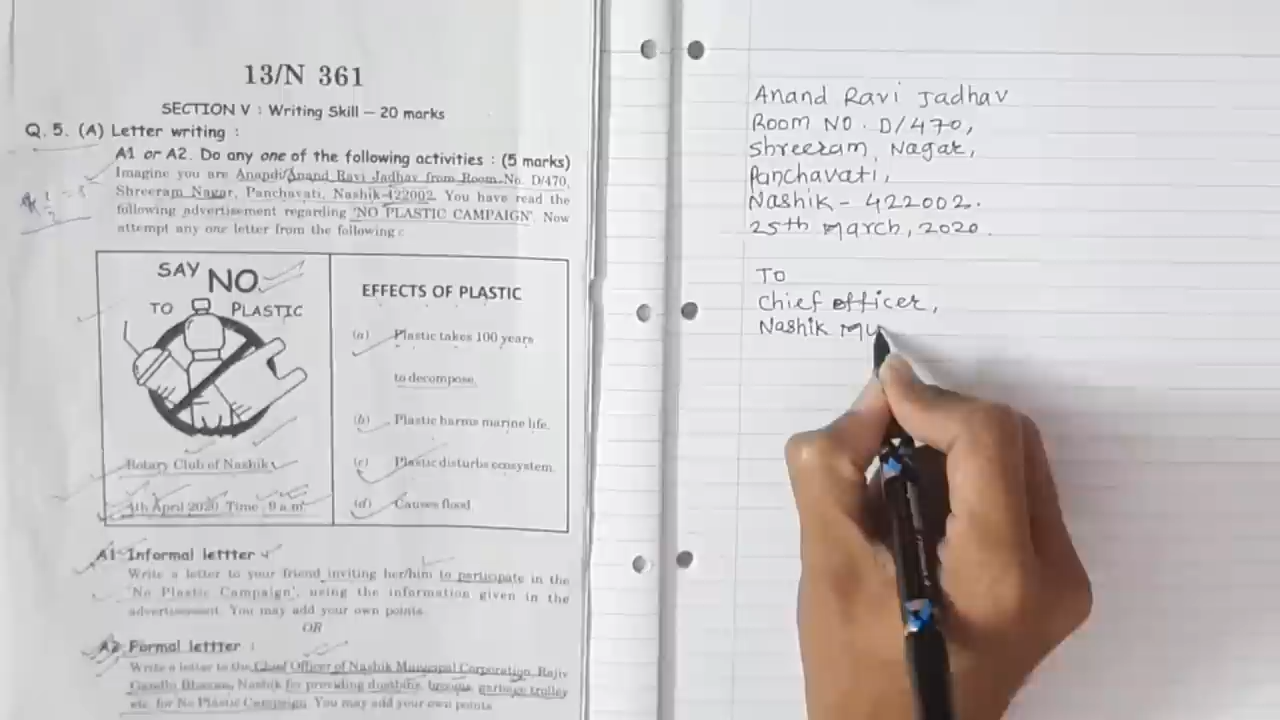 13/N 361
SECTION V : Writing Skill – 20 marks
Q. 5. (A) Letter writing :
A1 or A2. Do any one of the following activities : (5 marks)
Imagine you are Anandi/Anand Ravi Jadhav from Room No. D/470,
Shreeram Nagar, Panchavati, Nashik-422002. You have read the
following advertisement regarding 'NO PLASTIC CAMPAIGN'. Now
attempt any one letter from the following :
SAY NO
TO PLASTIC
Rotary Club of Nashik
4th April 2020 Time : 9 a.m.
EFFECTS OF PLASTIC
(a) Plastic takes 100 years
to decompose.
(b) Plastic harms marine life.
(c) Plastic disturbs ecosystem.
(d) Causes flood.
A1 Informal lettter
Write a letter to your friend inviting her/him to participate in the
'No Plastic Campaign', using the information given in the
advertisement. You may add your own points.
OR
A2 Formal lettter :
Write a letter to the Chief Officer of Nashik Municipal Corporation, Rajiv
Gandhi Bhavan, Nashik for providing dustbins, brooms, garbage trolley
etc. for No Plastic Campaign. You may add your own points
Anand Ravi Jadhav
Room No. D/470,
Shreeram Nagar,
Panchavati,
Nashik - 422002.
25th March, 2020.
To
Chief officer,
Nashik Mu